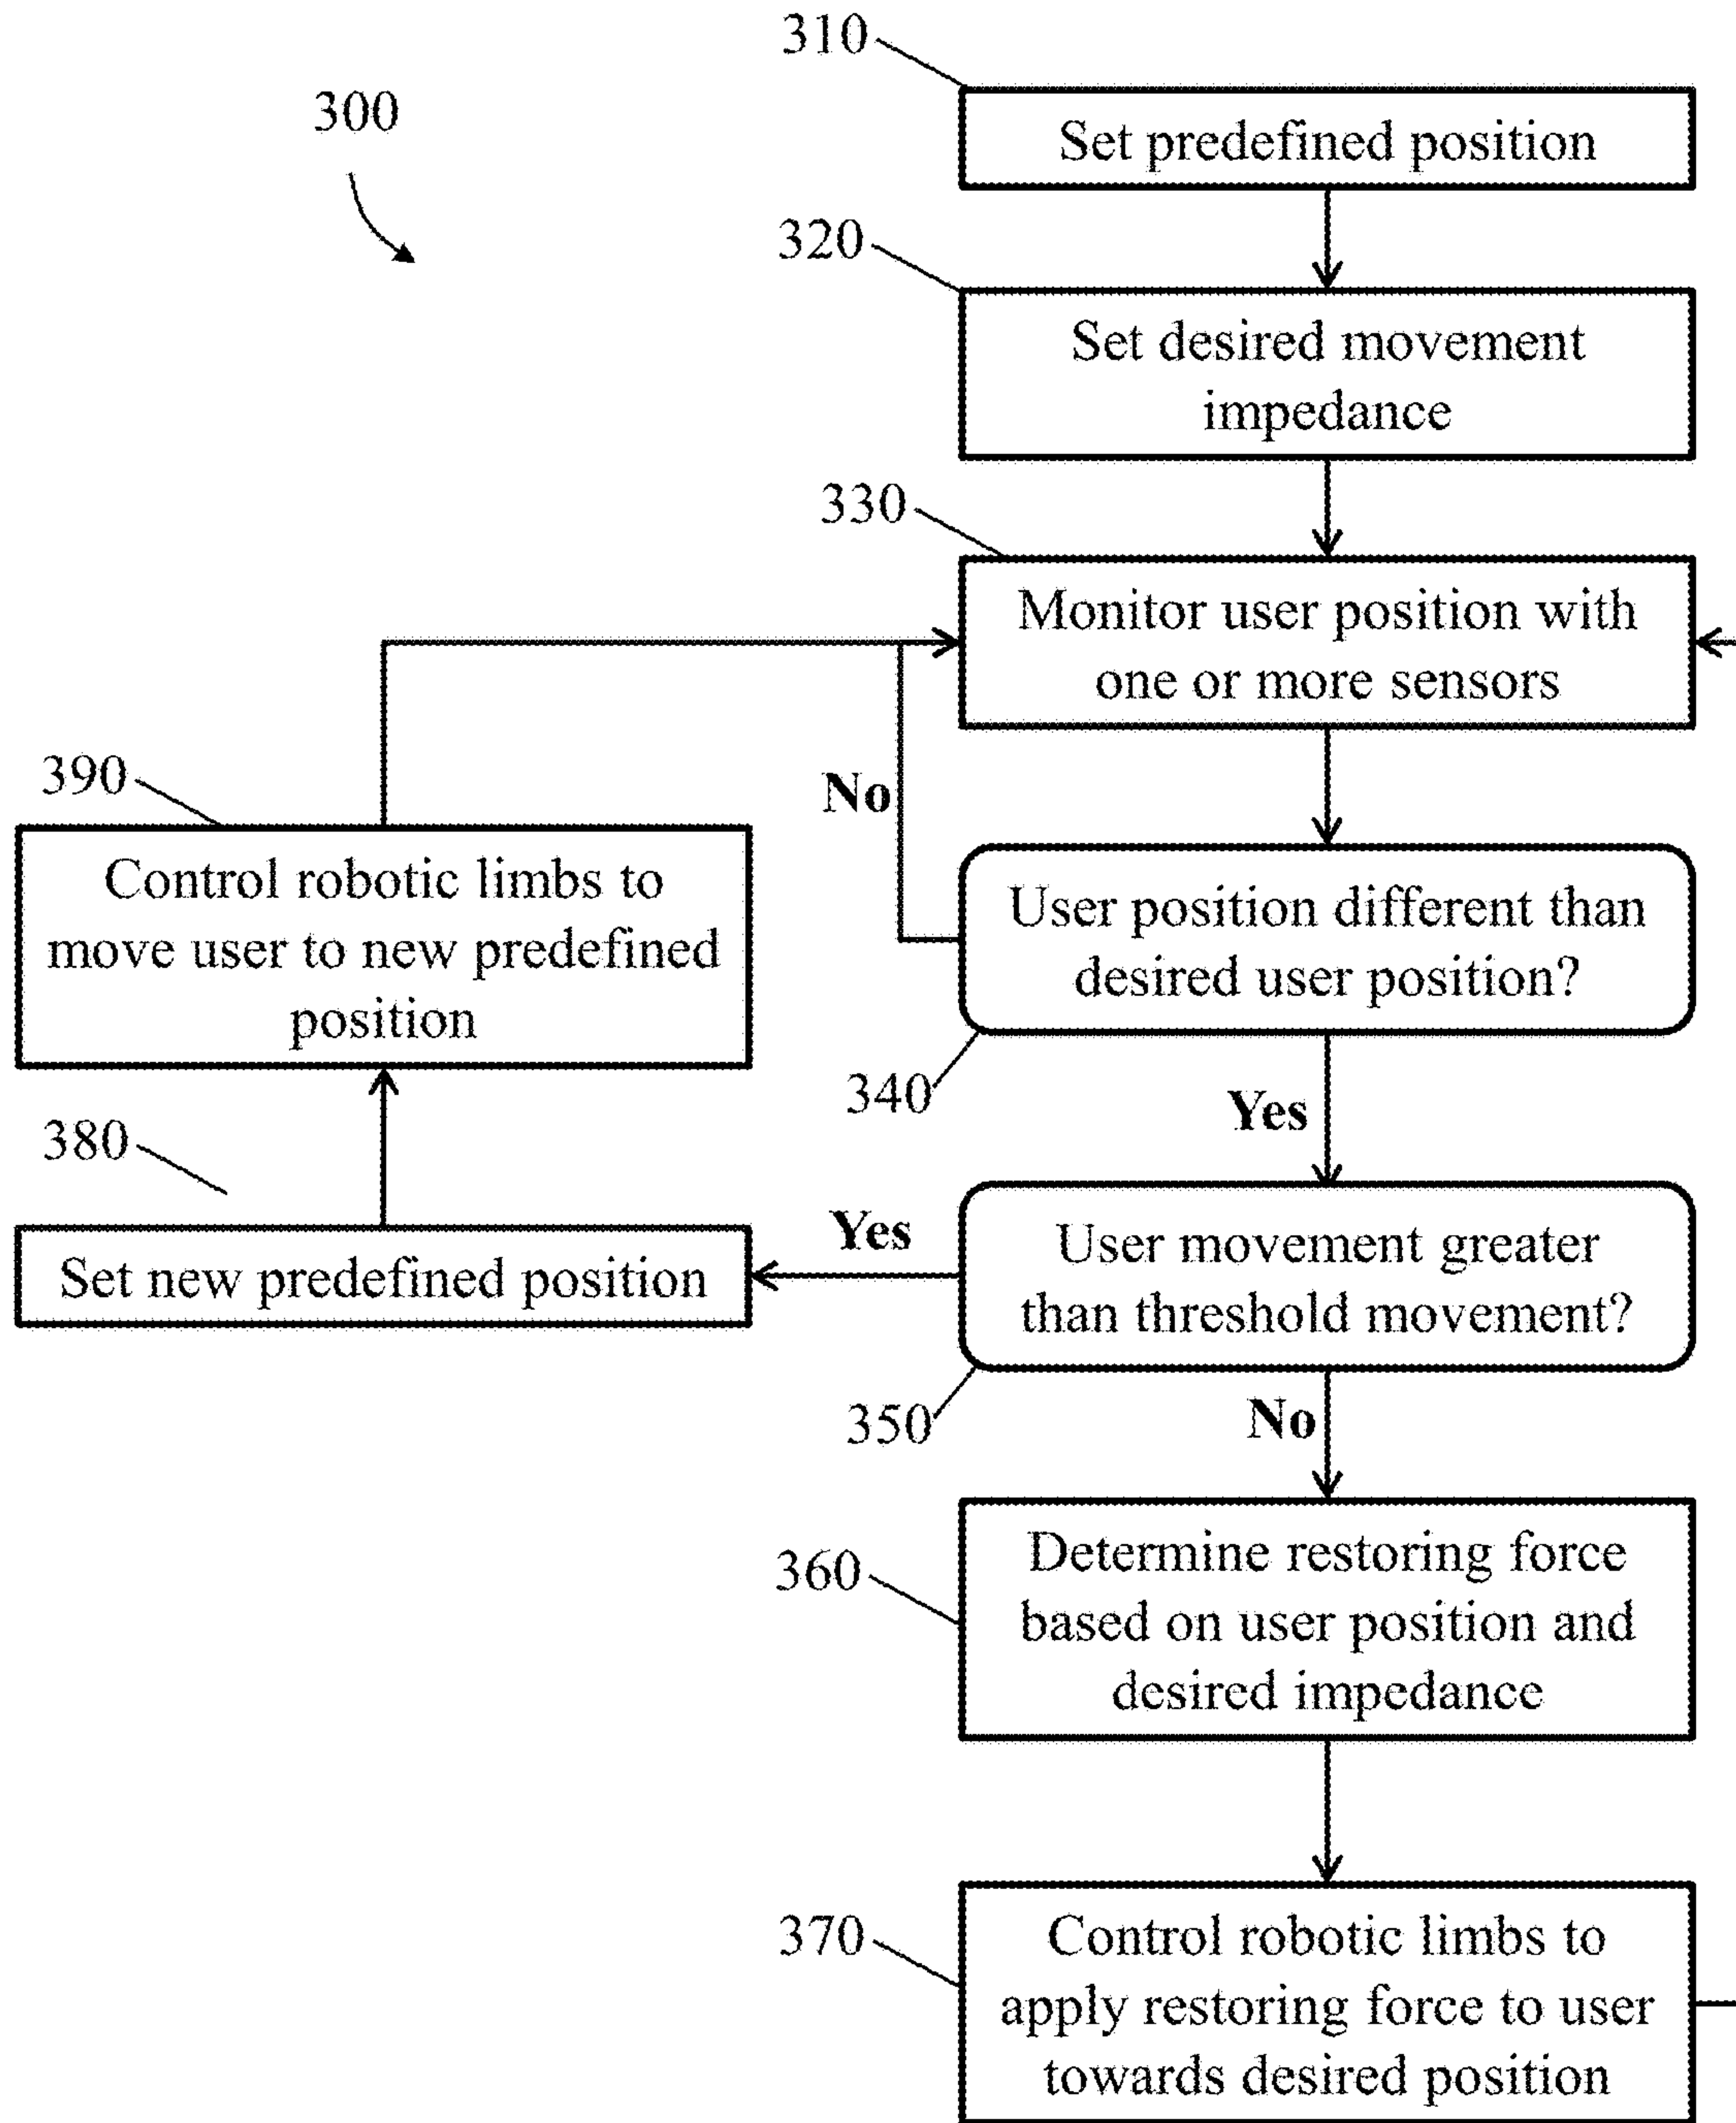 310
300
Set predefined position
320
Set desired movement
impedance
330
Monitor user position with
one or more sensors
390
No
Control robotic limbs to
move user to new predefined
position
User position different than
desired user position?
340
Yes
380
Yes
Set new predefined position
User movement greater
than threshold movement?
350
No
360
Determine restoring force
based on user position and
desired impedance
370
Control robotic limbs to
apply restoring force to user
towards desired position